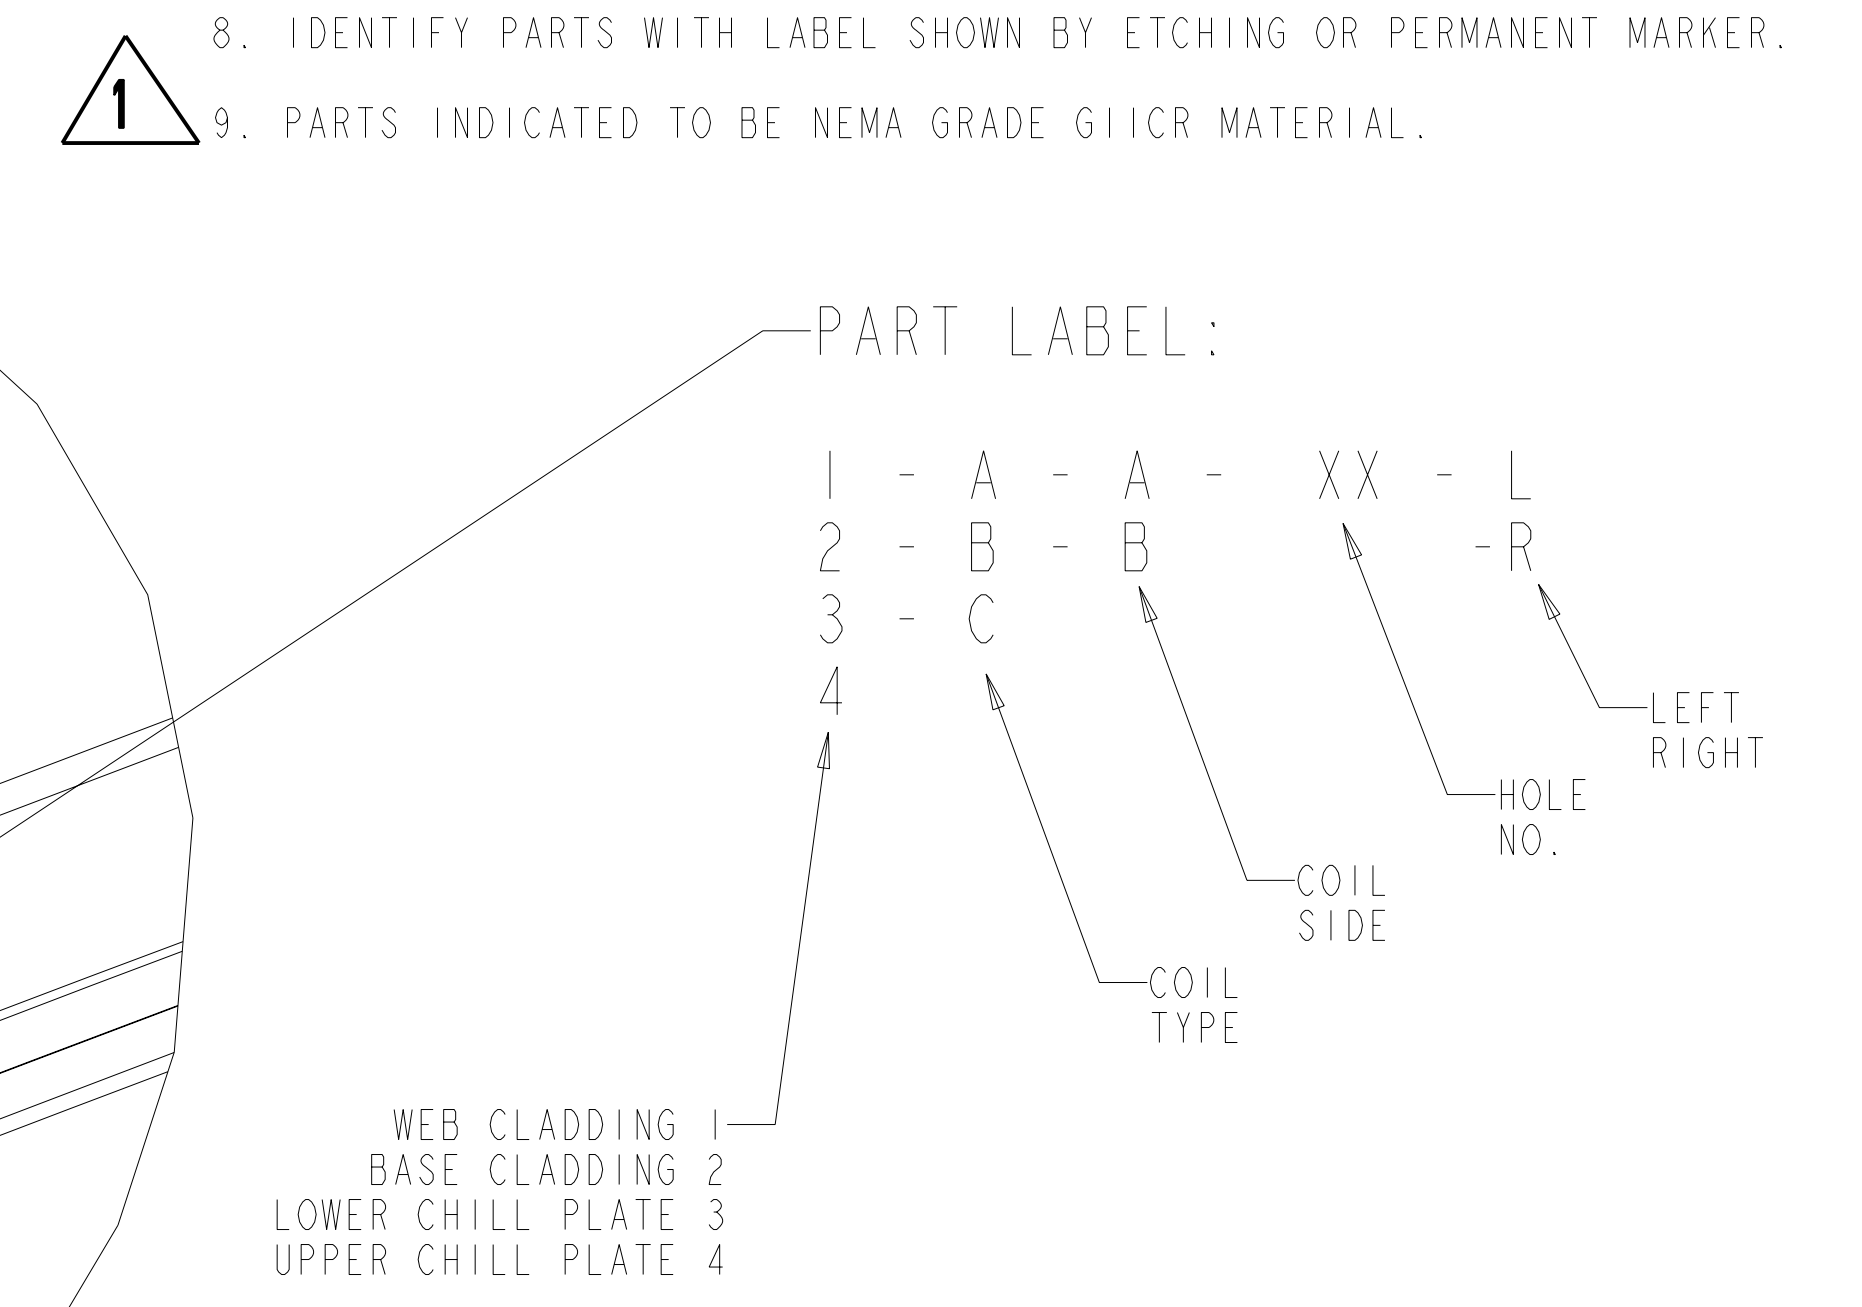 8. IDENTIFY PARTS WITH LABEL SHOWN BY ETCHING OR PERMANENT MARKER.
1
9. PARTS INDICATED TO BE NEMA GRADE G11CR MATERIAL.
PART LABEL:
1 - A - A - XX - L
2 - B - B -R
3 - C
4
LEFT
RIGHT
HOLE
NO.
COIL
SIDE
COIL
TYPE
WEB CLADDING 1
BASE CLADDING 2
LOWER CHILL PLATE 3
UPPER CHILL PLATE 4